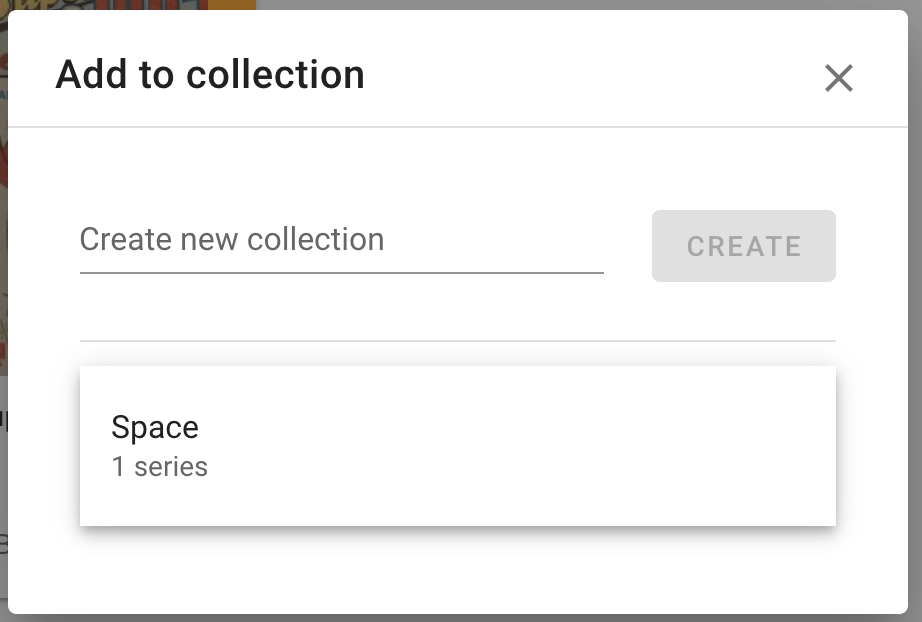 Add to collection
Create new collection
CREATE
Space
1 series